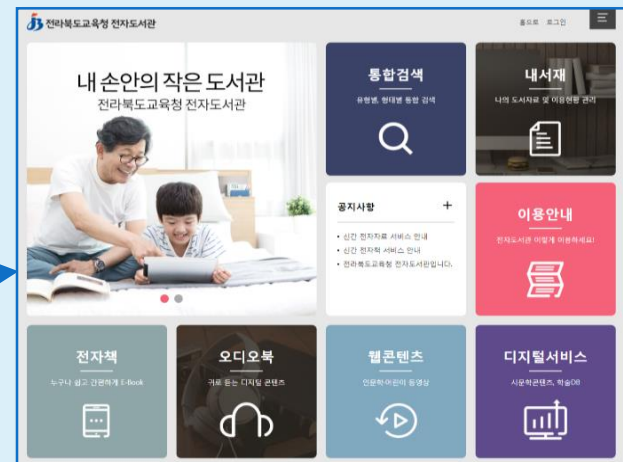 전라북도교육청 전자도서관
홈으로 로그인
내 손안의 작은 도서관
전라북도교육청 전자도서관
통합검색
유형별, 형태별 통합 검색
내서재
나의 도서자료 및 이용현황 관리
공지사항 +
• 신간 전자자료 서비스 안내
• 신간 전자책 서비스 안내
• 전라북도교육청 전자도서관입니다.
이용안내
전자도서관 이렇게 이용하세요!
전자책
누구나 쉽고 간편하게 E-Book
오디오북
귀로 듣는 디지털 콘텐츠
웹콘텐츠
인문학·어린이 동영상
디지털서비스
시문학콘텐츠, 학술DB